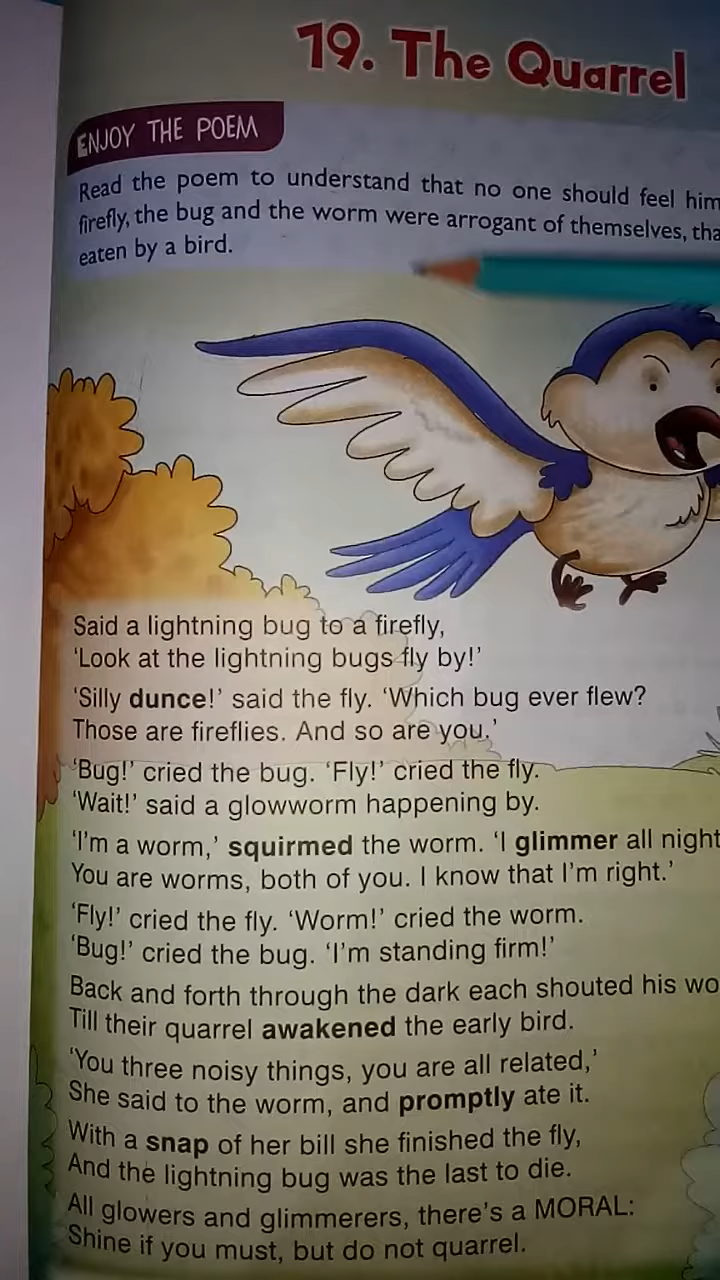 19. The Quarrel
ENJOY THE POEM
Read the poem to understand that no one should feel him
firefly, the bug and the worm were arrogant of themselves, tha
eaten by a bird.
Said a lightning bug to a firefly,
‘Look at the lightning bugs fly by!’
‘Silly dunce!’ said the fly. ‘Which bug ever flew?
Those are fireflies. And so are you.’
‘Bug!’ cried the bug. ‘Fly!’ cried the fly.
‘Wait!’ said a glowworm happening by.
‘I’m a worm,’ squirmed the worm. ‘I glimmer all night
You are worms, both of you. I know that I’m right.’
‘Fly!’ cried the fly. ‘Worm!’ cried the worm.
‘Bug!’ cried the bug. ‘I’m standing firm!’
Back and forth through the dark each shouted his wo
Till their quarrel awakened the early bird.
‘You three noisy things, you are all related,’
She said to the worm, and promptly ate it.
With a snap of her bill she finished the fly,
And the lightning bug was the last to die.
All glowers and glimmerers, there’s a MORAL:
Shine if you must, but do not quarrel.